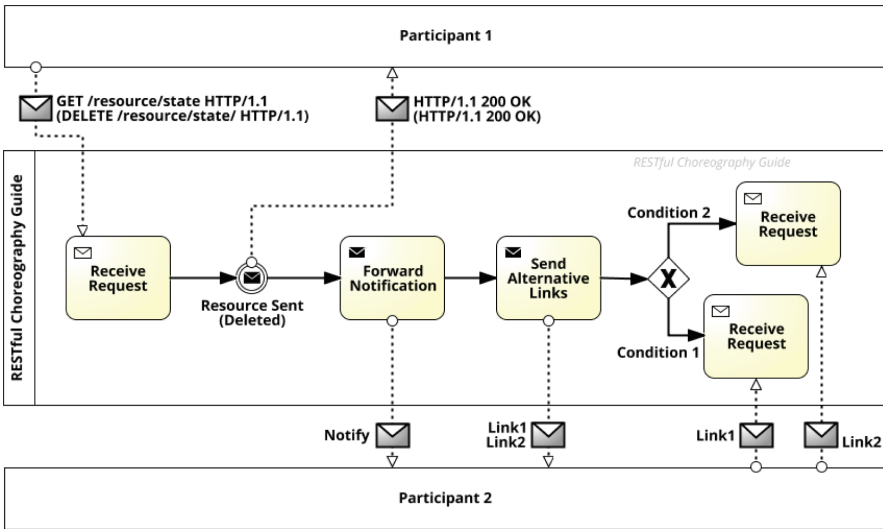 Participant 1
GET /resource/state HTTP/1.1
(DELETE /resource/state/ HTTP/1.1)
HTTP/1.1 200 OK
(HTTP/1.1 200 OK)
RESTful Choreography Guide
RESTful Choreography Guide
Receive
Request
Resource Sent
(Deleted)
Forward
Notification
Send
Alternative
Links
X
Condition 2
Receive
Request
Condition 1
Receive
Request
Notify
Link1
Link2
Link1
Link2
Participant 2